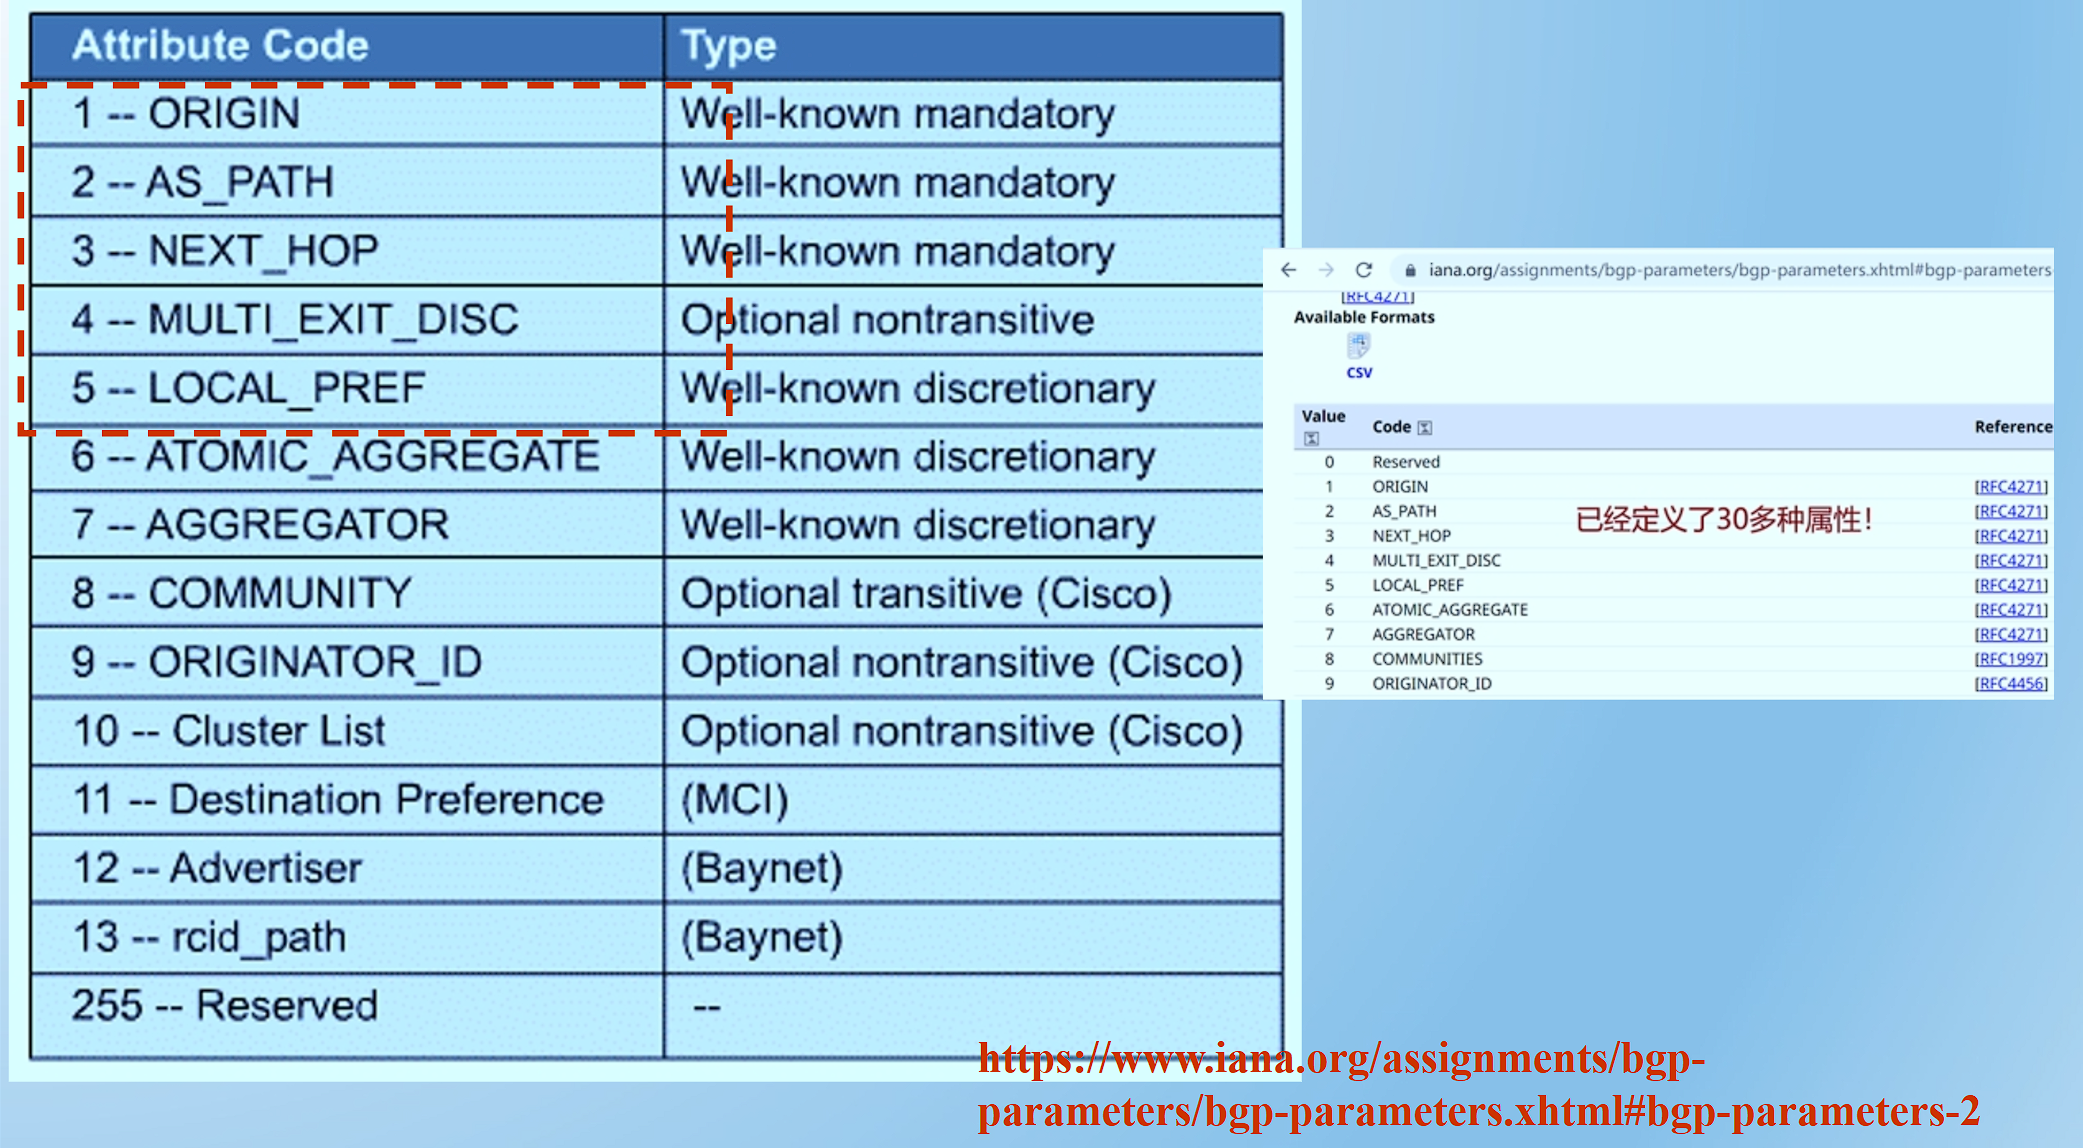 Attribute Code Type
1 -- ORIGIN Well-known mandatory
2 -- AS_PATH Well-known mandatory
3 -- NEXT_HOP Well-known mandatory
4 -- MULTI_EXIT_DISC Optional nontransitive
5 -- LOCAL_PREF Well-known discretionary
6 -- ATOMIC_AGGREGATE Well-known discretionary
7 -- AGGREGATOR Well-known discretionary
8 -- COMMUNITY Optional transitive (Cisco)
9 -- ORIGINATOR_ID Optional nontransitive (Cisco)
10 -- Cluster List Optional nontransitive (Cisco)
11 -- Destination Preference (MCI)
12 -- Advertiser (Baynet)
13 -- rcid_path (Baynet)
255 -- Reserved --
iana.org/assignments/bgp-parameters/bgp-parameters.xhtml#bgp-parameters-
[RFC4271]
Available Formats
CSV
Value Code Reference
0 Reserved
1 ORIGIN [RFC4271]
2 AS_PATH [RFC4271]
3 NEXT_HOP [RFC4271]
4 MULTI_EXIT_DISC [RFC4271]
5 LOCAL_PREF [RFC4271]
6 ATOMIC_AGGREGATE [RFC4271]
7 AGGREGATOR [RFC4271]
8 COMMUNITIES [RFC1997]
9 ORIGINATOR_ID [RFC4456]
已经定义了30多种属性!
https://www.iana.org/assignments/bgp-
parameters/bgp-parameters.xhtml#bgp-parameters-2